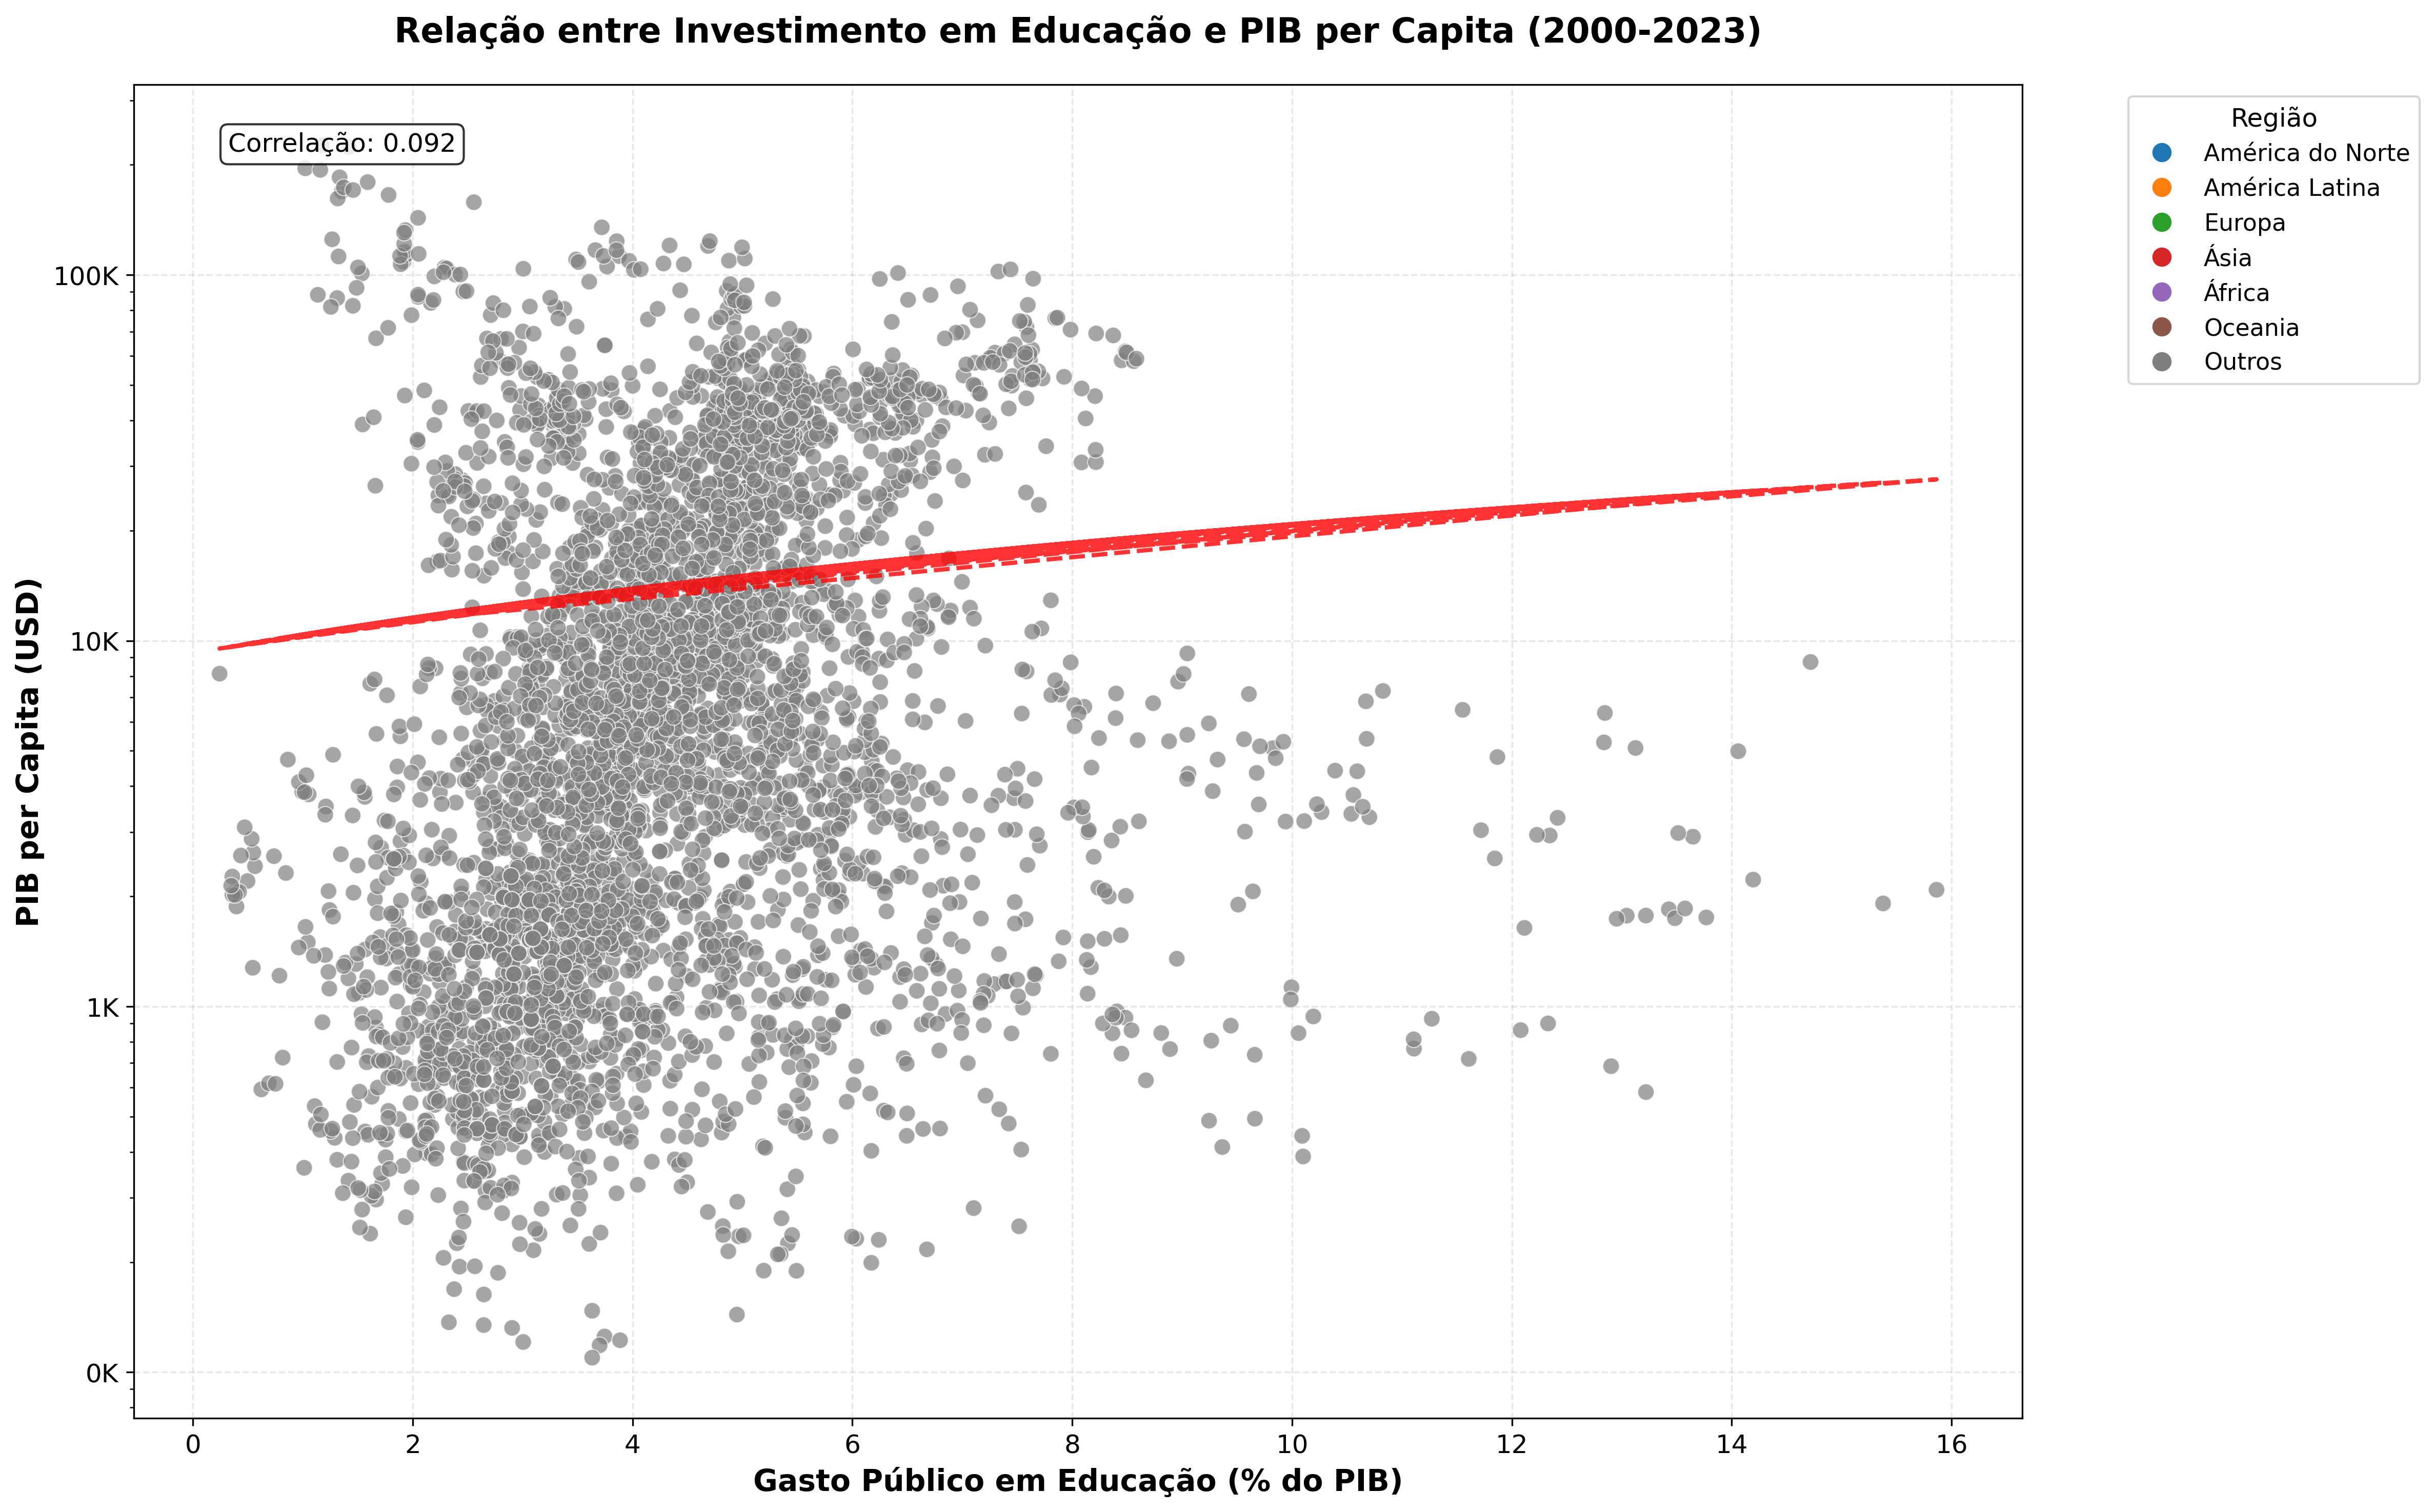 Relação entre Investimento em Educação e PIB per Capita (2000-2023)
Correlação: 0.092
Região
América do Norte
América Latina
Europa
Ásia
África
Oceania
Outros
PIB per Capita (USD)
100K
10K
1K
0K
0 2 4 6 8 10 12 14 16
Gasto Público em Educação (% do PIB)